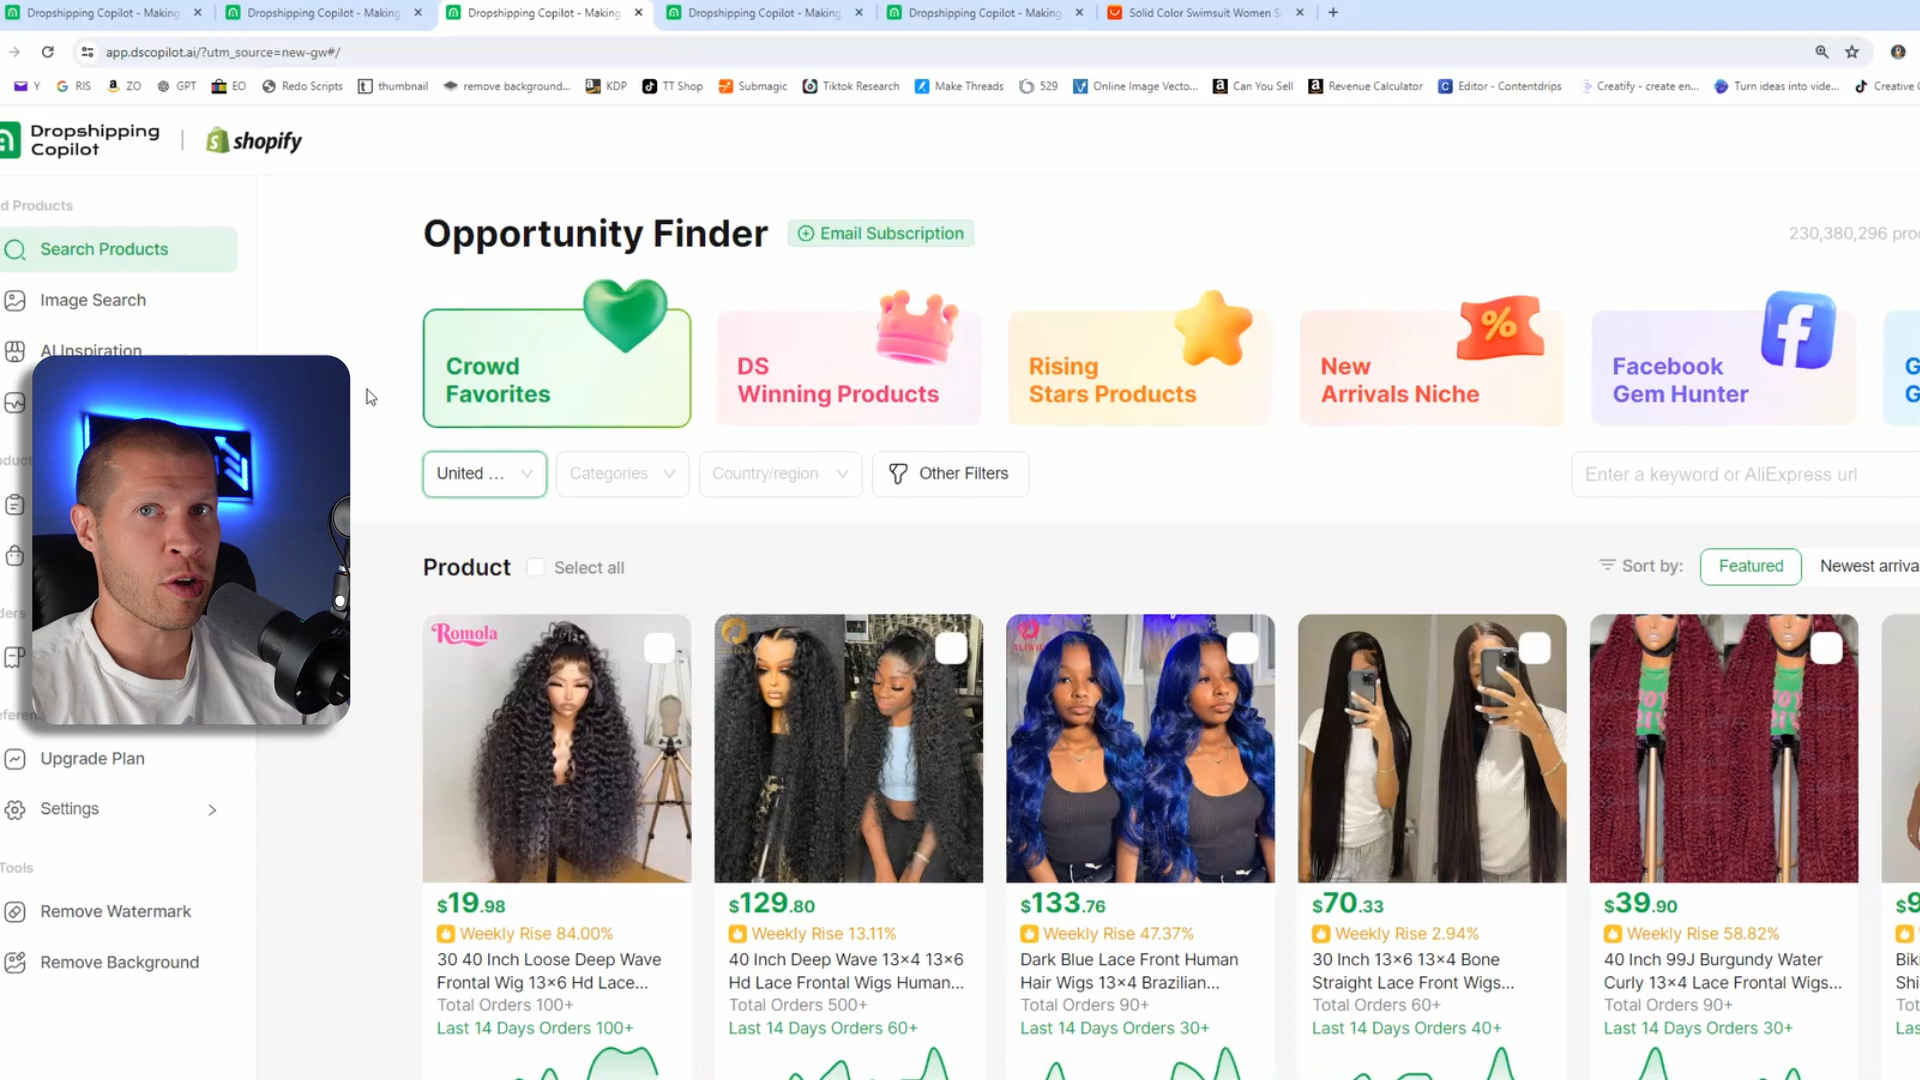 Dropshipping Copilot - Making
Dropshipping Copilot - Making
Dropshipping Copilot - Making
Dropshipping Copilot - Making
Dropshipping Copilot - Making
Solid Color Swimsuit Women S
app.dscopilot.ai/?utm_source=new-gw#/
Y
RIS
ZO
GPT
EO
Redo Scripts
thumbnail
remove background...
KDP
TT Shop
Submagic
Tiktok Research
Make Threads
529
Online Image Vecto...
Can You Sell
Revenue Calculator
Editor - Contentdrips
Creatify - create en...
Turn ideas into vide...
Creative
Dropshipping
Copilot
shopify
d Products
Search Products
Image Search
AI Inspiration
Upgrade Plan
Settings
Tools
Remove Watermark
Remove Background
Opportunity Finder
Email Subscription
230,380,296
Crowd
Favorites
DS
Winning Products
Rising
Stars Products
%
New
Arrivals Niche
Facebook
Gem Hunter
United ...
Categories
Country/region
Other Filters
Enter a keyword or AliExpress url
Product
Select all
Sort by:
Featured
Newest arriva
Romola
$19.98
Weekly Rise 84.00%
30 40 Inch Loose Deep Wave
Frontal Wig 13×6 Hd Lace...
Total Orders 100+
Last 14 Days Orders 100+
$129.80
Weekly Rise 13.11%
40 Inch Deep Wave 13×4 13×6
Hd Lace Frontal Wigs Human...
Total Orders 500+
Last 14 Days Orders 60+
$133.76
Weekly Rise 47.37%
Dark Blue Lace Front Human
Hair Wigs 13×4 Brazilian...
Total Orders 90+
Last 14 Days Orders 30+
$70.33
Weekly Rise 2.94%
30 Inch 13×6 13×4 Bone
Straight Lace Front Wigs...
Total Orders 60+
Last 14 Days Orders 40+
$39.90
Weekly Rise 58.82%
40 Inch 99J Burgundy Water
Curly 13×4 Lace Frontal Wigs...
Total Orders 90+
Last 14 Days Orders 30+